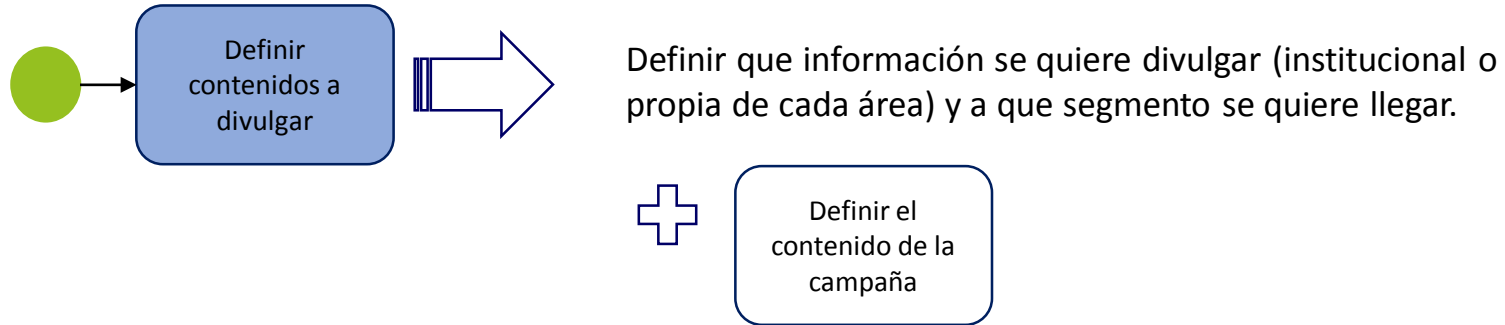 Definir
contenidos a
divulgar
Definir que información se quiere divulgar (institucional o
propia de cada área) y a que segmento se quiere llegar.
Definir el
contenido de la
campaña